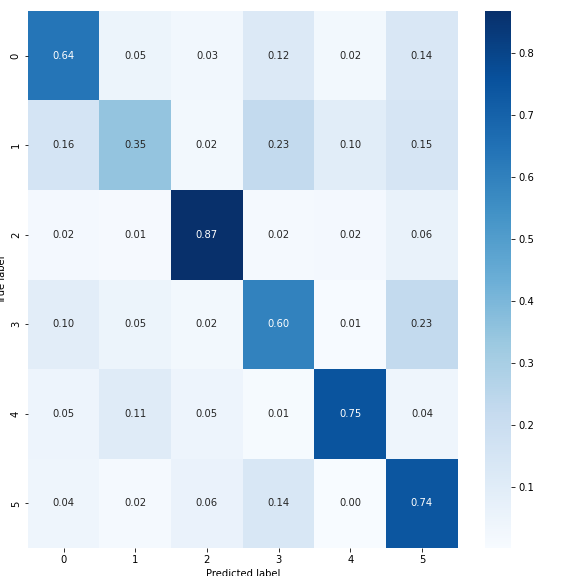 0 0.64 0.05 0.03 0.12 0.02 0.14
1 0.16 0.35 0.02 0.23 0.10 0.15
2 0.02 0.01 0.87 0.02 0.02 0.06
3 0.10 0.05 0.02 0.60 0.01 0.23
4 0.05 0.11 0.05 0.01 0.75 0.04
5 0.04 0.02 0.06 0.14 0.00 0.74
0 1 2 3 4 5
Predicted label
True label
0.8
0.7
0.6
0.5
0.4
0.3
0.2
0.1